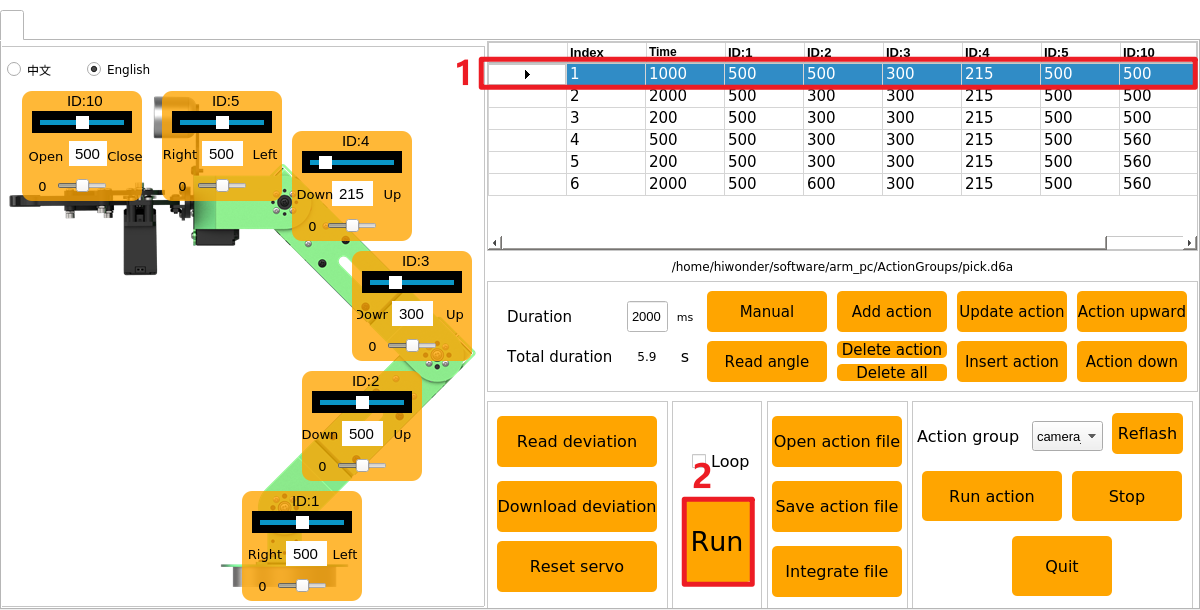 中文
English
ID:10
500
Open
Close
0
ID:5
500
Right
Left
0
ID:4
Down
215
Up
0
ID:3
Down
300
Up
0
ID:2
Down
500
Up
0
ID:1
Right
500
Left
0
1
Index Time ID:1 ID:2 ID:3 ID:4 ID:5 ID:10
1 1000 500 500 300 215 500 500
2 2000 500 300 300 215 500 500
3 200 500 300 300 215 500 500
4 500 500 300 300 215 500 560
5 200 500 300 300 215 500 560
6 2000 500 600 300 215 500 560
/home/hiwonder/software/arm_pc/ActionGroups/pick.d6a
Duration 2000 ms
Total duration 5.9 s
Manual
Add action
Update action
Action upward
Read angle
Delete action
Delete all
Insert action
Action down
Read deviation
Download deviation
Reset servo
Loop
2
Run
Open action file
Save action file
Integrate file
Action group camera_ Reflash
Run action
Stop
Quit